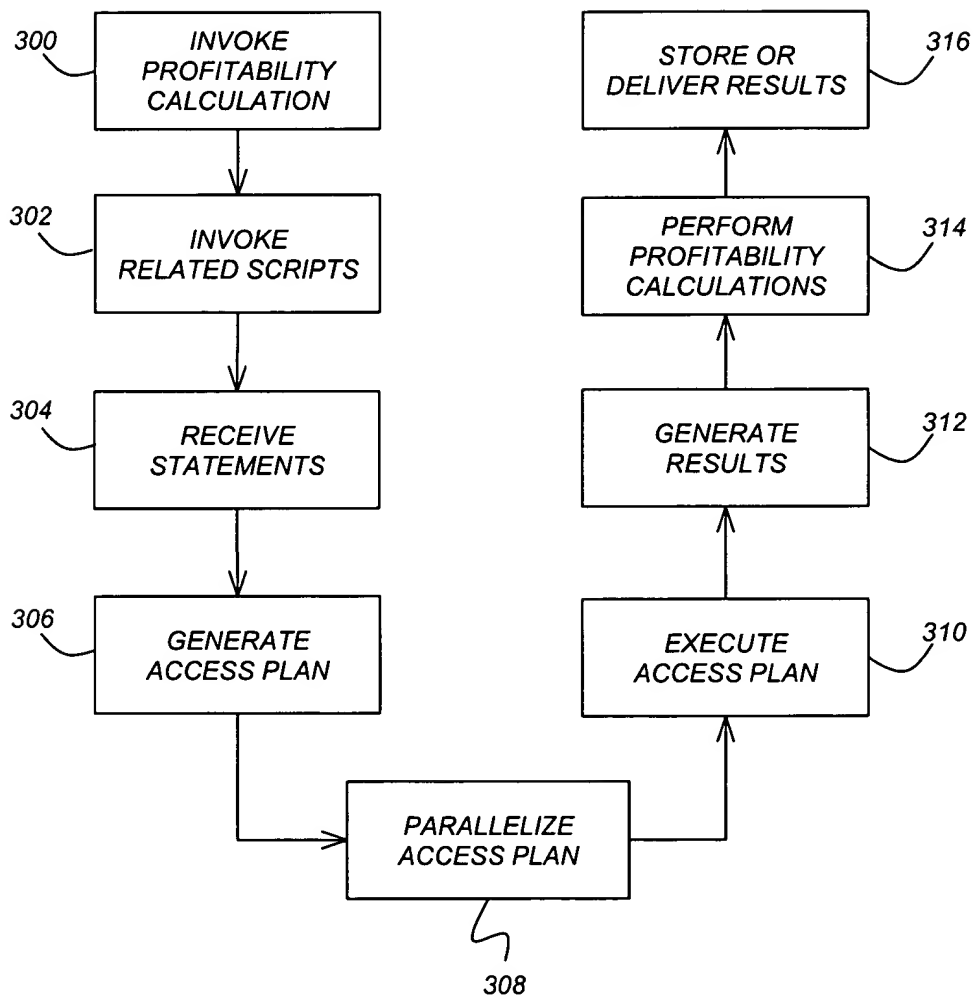 300
INVOKE
PROFITABILITY
CALCULATION
302
INVOKE
RELATED SCRIPTS
304
RECEIVE
STATEMENTS
306
GENERATE
ACCESS PLAN
PARALLELIZE
ACCESS PLAN
308
EXECUTE
ACCESS PLAN
310
GENERATE
RESULTS
312
PERFORM
PROFITABILITY
CALCULATIONS
314
STORE OR
DELIVER RESULTS
316